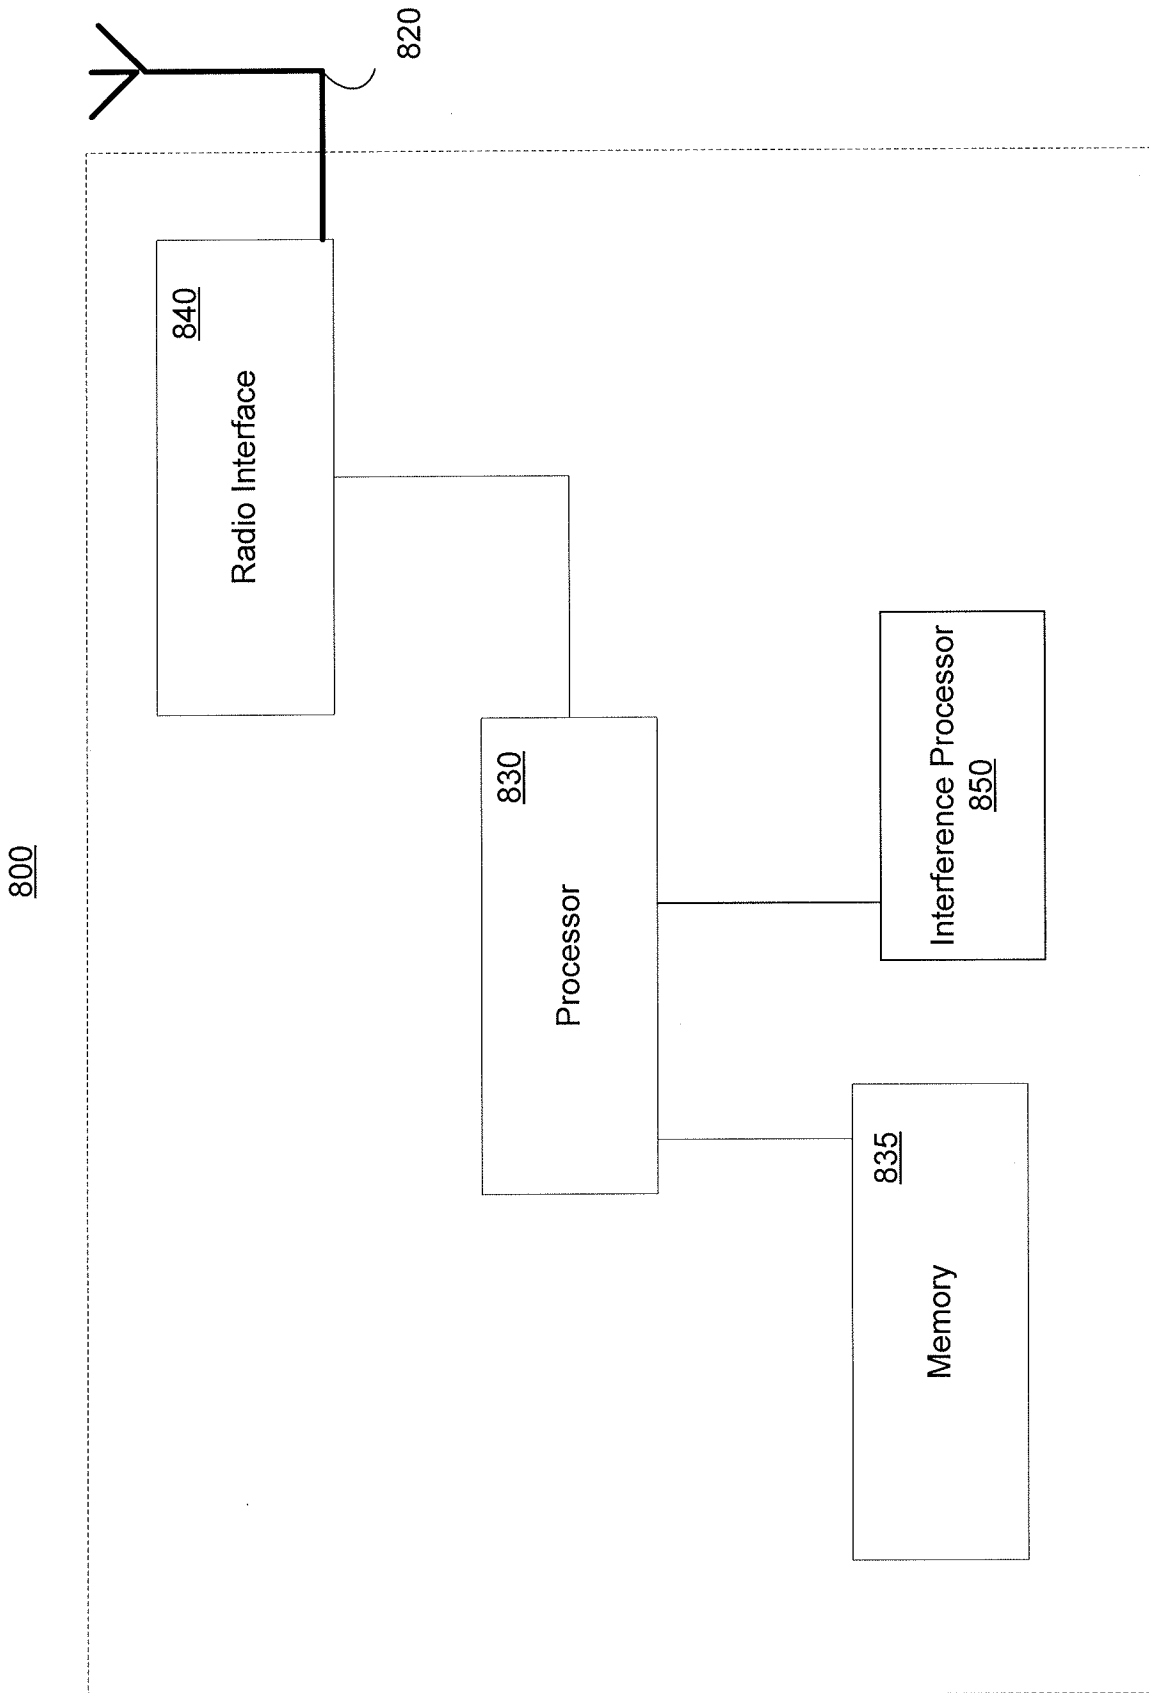 800
820
840
Radio Interface
830
Processor
Interference Processor
850
835
Memory